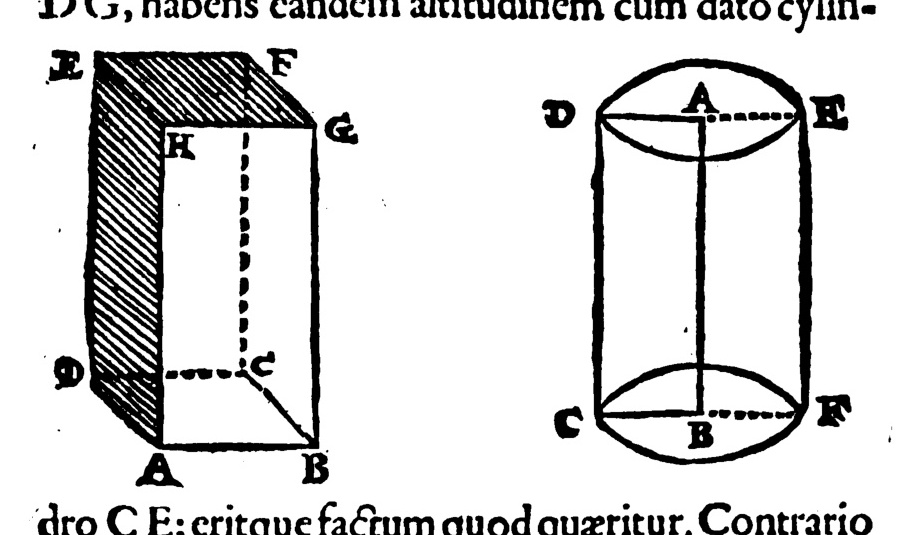 D G, habens eandem altitudinem cum dato cylin-
E F
G
H
D C
A B
A
D E
C B F
dro C E: eritque factum quod quæritur. Contrario